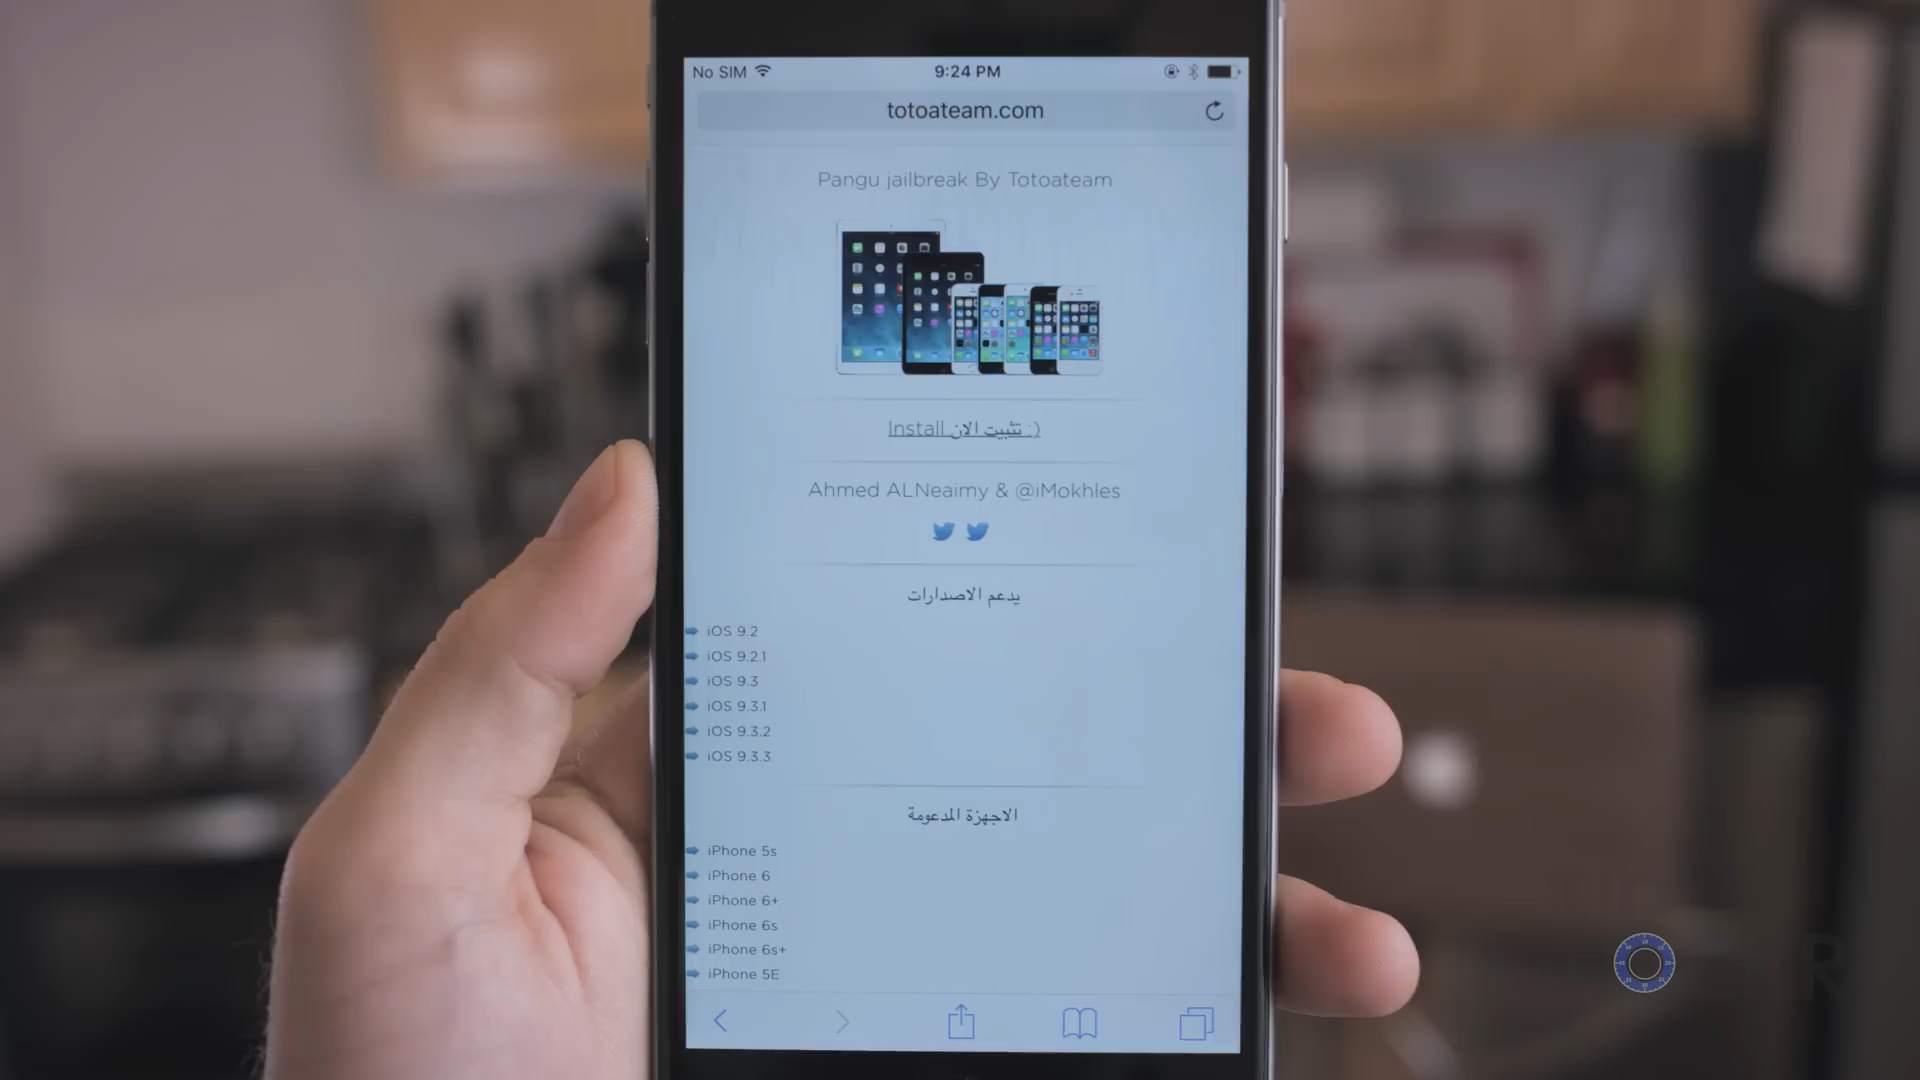 No SIM 9:24 PM
totoateam.com
Pangu jailbreak By Totoateam
Install تثبيت الان :)
Ahmed ALNeaimy & @iMokhles
يدعم الاصدارات
iOS 9.2
iOS 9.2.1
iOS 9.3
iOS 9.3.1
iOS 9.3.2
iOS 9.3.3
الاجهزة المدعومة
iPhone 5s
iPhone 6
iPhone 6+
iPhone 6s
iPhone 6s+
iPhone 5E
R